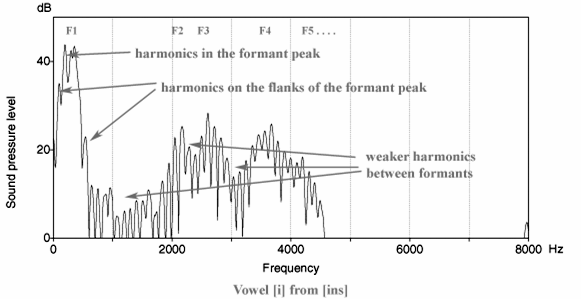 dB
F1 F2 F3 F4 F5 . . . .
harmonics in the formant peak
40
harmonics on the flanks of the formant peak
Sound pressure level
20
weaker harmonics
between formants
0
0 2000 4000 6000 8000 Hz
Frequency
Vowel [i] from [ins]